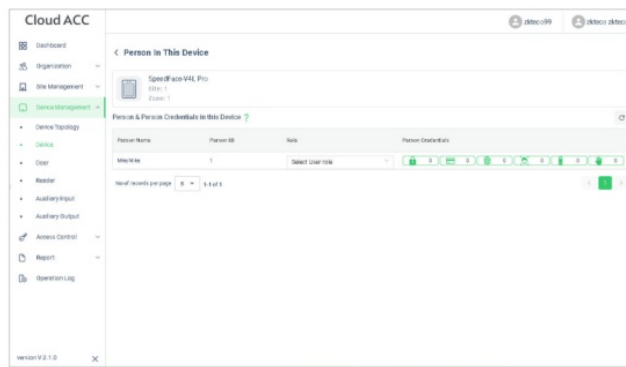 Cloud ACC
zkteco99
zkteco zkteco
Dashboard
Organization
Site Management
Device Management
Device Topology
Device
Door
Reader
Auxiliary Input
Auxiliary Output
Access Control
Report
Operation Log
version V 2.1.0
Person In This Device
SpeedFace-V4L Pro
Site: 1
Zone: 1
Person & Person Credentials in this Device ?
Person Name Person ID Role Person Credentials
1 Select User role 0 0 0 0 0 0
No of records per page 5 1-1 of 1 1